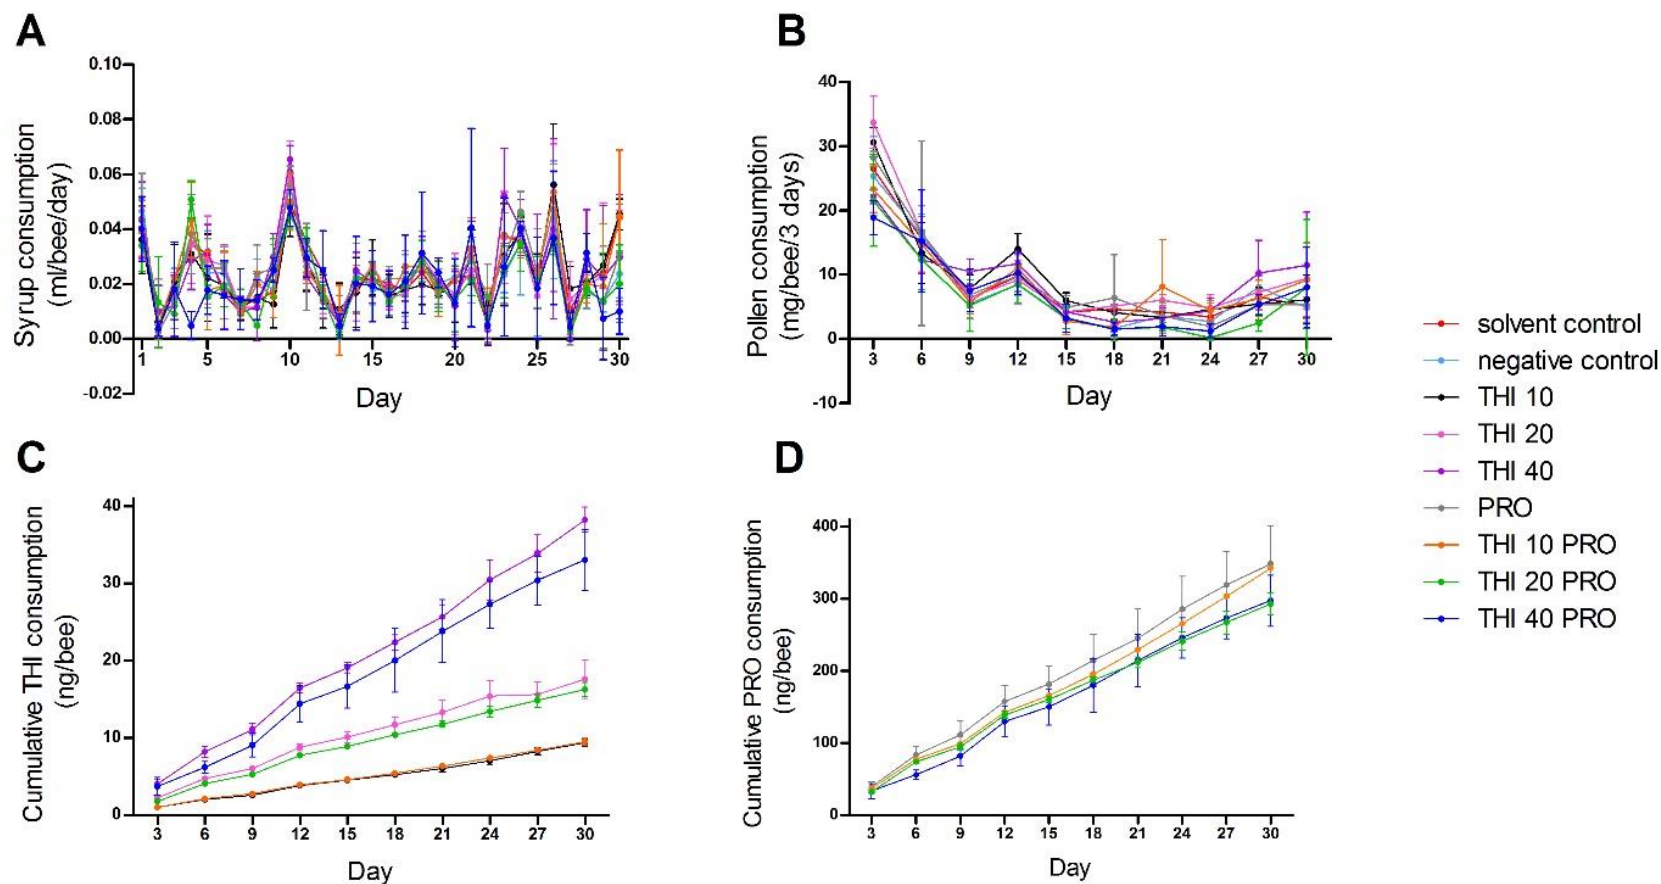 A
Syrup consumption
(ml/bee/day)
0.10
0.08
0.06
0.04
0.02
0.00
-0.02
1 5 10 15 20 25 30
Day
B
Pollen consumption
(mg/bee/3 days)
40
30
20
10
0
-10
3 6 9 12 15 18 21 24 27 30
Day
solvent control
negative control
THI 10
THI 20
THI 40
PRO
THI 10 PRO
THI 20 PRO
THI 40 PRO
C
Cumulative THI consumption
(ng/bee)
40
30
20
10
0
3 6 9 12 15 18 21 24 27 30
Day
D
Cumulative PRO consumption
(ng/bee)
400
300
200
100
0
3 6 9 12 15 18 21 24 27 30
Day